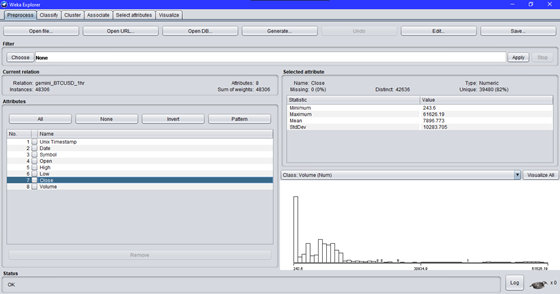 Weka Explorer
Preprocess Classify Cluster Associate Select attributes Visualize
Open file... Open URL... Open DB... Generate... Undo Edit... Save...
Filter
Choose None Apply Stop
Current relation
Relation: gemini_BTCUSD_1hr Attributes: 8
Instances: 48306 Sum of weights: 48306
Attributes
All None Invert Pattern
No. Name
1 Unix Timestamp
2 Date
3 Symbol
4 Open
5 High
6 Low
7 Close
8 Volume
Remove
Selected attribute
Name: Close Type: Numeric
Missing: 0 (0%) Distinct: 42636 Unique: 39480 (82%)
Statistic Value
Minimum 243.6
Maximum 61626.19
Mean 7895.773
StdDev 10283.705
Class: Volume (Num) Visualize All
243.6 61626.19
Status
OK Log x 0